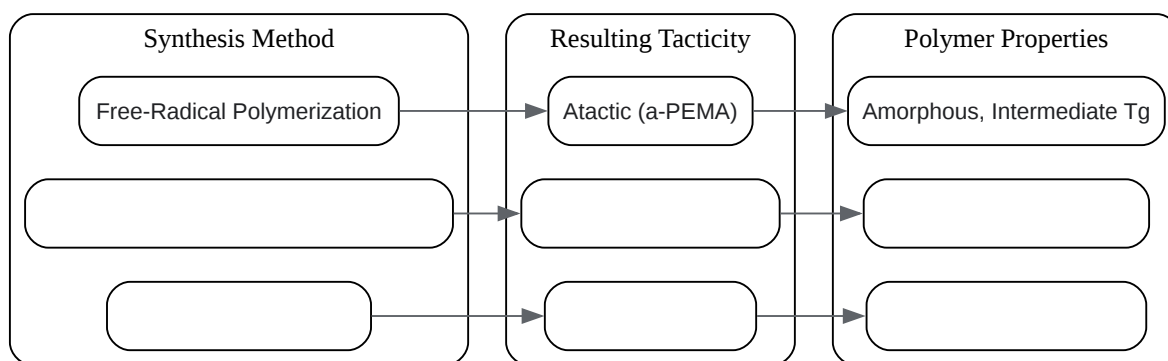 Synthesis Method
Resulting Tacticity
Polymer Properties
Free-Radical Polymerization
Atactic (a-PEMA)
Amorphous, Intermediate Tg